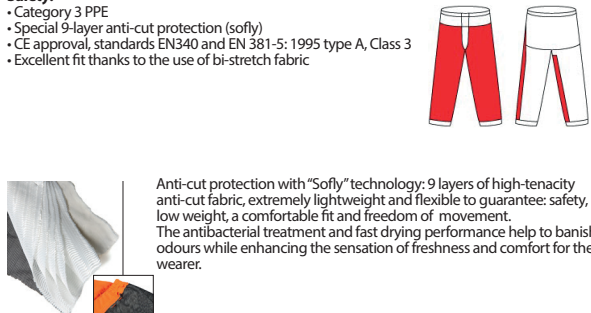 • Category 3 PPE
• Special 9-layer anti-cut protection (sofly)
• CE approval, standards EN340 and EN 381-5: 1995 type A, Class 3
• Excellent fit thanks to the use of bi-stretch fabric
Anti-cut protection with “Sofly” technology: 9 layers of high-tenacity
anti-cut fabric, extremely lightweight and flexible to guarantee: safety,
low weight, a comfortable fit and freedom of movement.
The antibacterial treatment and fast drying performance help to banish
odours while enhancing the sensation of freshness and comfort for the
wearer.